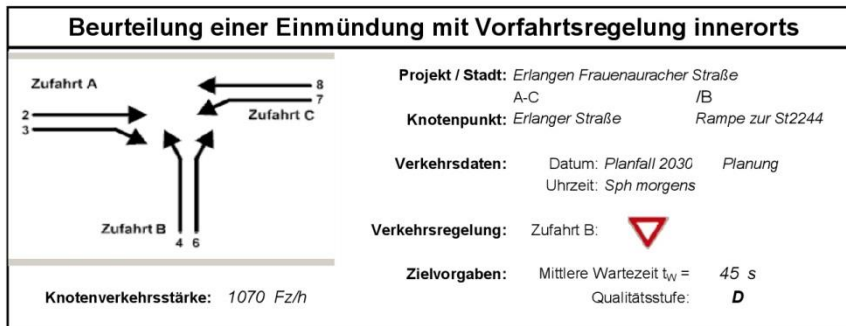 Beurteilung einer Einmündung mit Vorfahrtsregelung innerorts
Zufahrt A
8
7
Zufahrt C
2
3
Zufahrt B
4 6
Knotenverkehrsstärke: 1070 Fz/h
Projekt / Stadt: Erlangen Frauenauracher Straße
A-C /B
Knotenpunkt: Erlanger Straße Rampe zur St2244
Verkehrsdaten: Datum: Planfall 2030 Planung
Uhrzeit: Sph morgens
Verkehrsregelung: Zufahrt B:
Zielvorgaben: Mittlere Wartezeit tW = 45 s
Qualitätsstufe: D